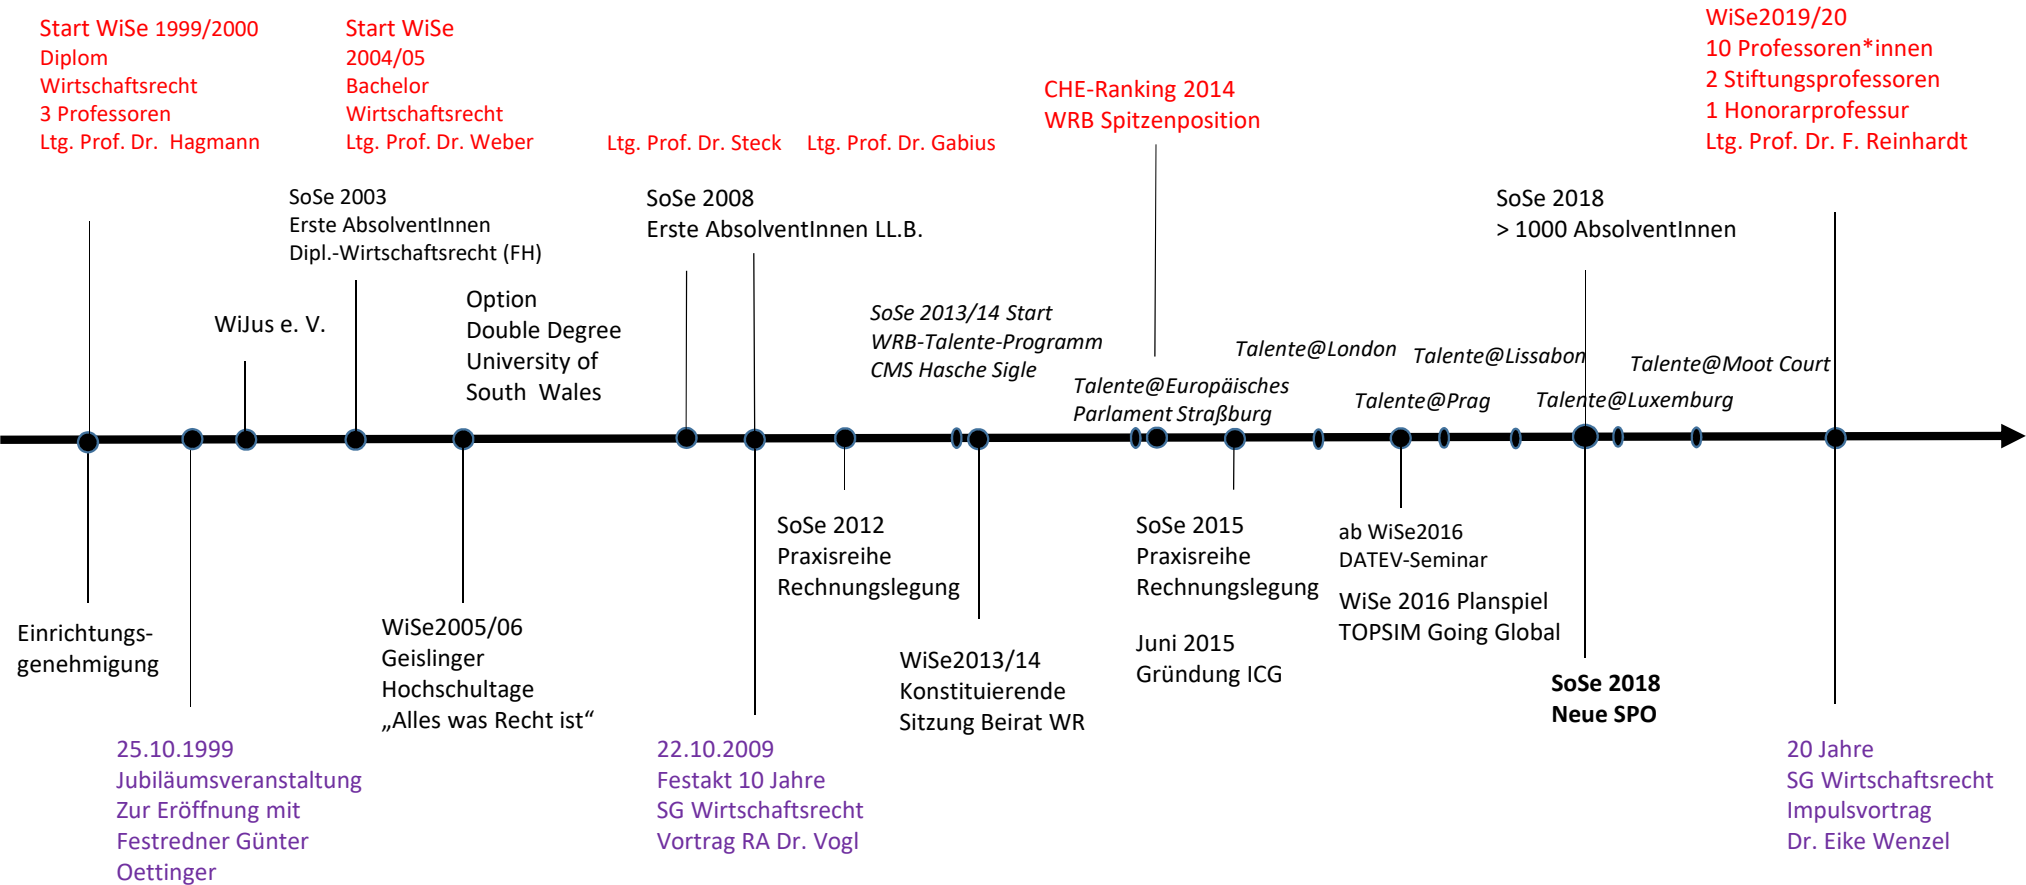 Start WiSe 1999/2000
Diplom
Wirtschaftsrecht
3 Professoren
Ltg. Prof. Dr. Hagmann
Start WiSe
2004/05
Bachelor
Wirtschaftsrecht
Ltg. Prof. Dr. Weber
Ltg. Prof. Dr. Steck
Ltg. Prof. Dr. Gabius
CHE-Ranking 2014
WRB Spitzenposition
WiSe2019/20
10 Professoren*innen
2 Stiftungsprofessoren
1 Honorarprofessur
Ltg. Prof. Dr. F. Reinhardt
SoSe 2003
Erste AbsolventInnen
Dipl.-Wirtschaftsrecht (FH)
SoSe 2008
Erste AbsolventInnen LL.B.
SoSe 2018
> 1000 AbsolventInnen
WiJus e. V.
Option
Double Degree
University of
South Wales
SoSe 2013/14 Start
WRB-Talente-Programm
CMS Hasche Sigle
Talente@Europäisches
Parlament Straßburg
Talente@London
Talente@Prag
Talente@Lissabon
Talente@Luxemburg
Talente@Moot Court
Einrichtungs-
genehmigung
WiSe2005/06
Geislinger
Hochschultage
„Alles was Recht ist“
SoSe 2012
Praxisreihe
Rechnungslegung
WiSe2013/14
Konstituierende
Sitzung Beirat WR
SoSe 2015
Praxisreihe
Rechnungslegung
Juni 2015
Gründung ICG
ab WiSe2016
DATEV-Seminar
WiSe 2016 Planspiel
TOPSIM Going Global
SoSe 2018
Neue SPO
25.10.1999
Jubiläumsveranstaltung
Zur Eröffnung mit
Festredner Günter
Oettinger
22.10.2009
Festakt 10 Jahre
SG Wirtschaftsrecht
Vortrag RA Dr. Vogl
20 Jahre
SG Wirtschaftsrecht
Impulsvortrag
Dr. Eike Wenzel